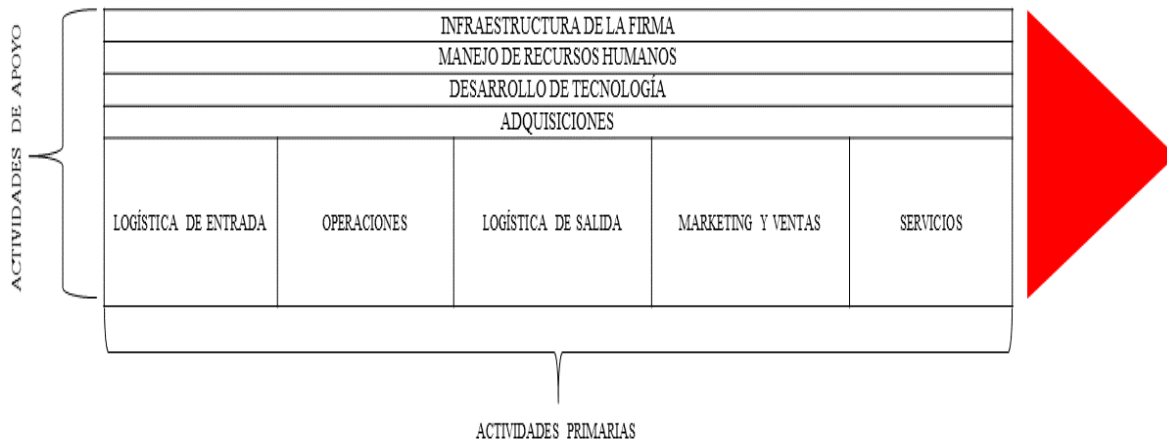 ACTIVIDADES DE APOYO
INFRAESTRUCTURA DE LA FIRMA
MANEJO DE RECURSOS HUMANOS
DESARROLLO DE TECNOLOGÍA
ADQUISICIONES
LOGÍSTICA DE ENTRADA
OPERACIONES
LOGÍSTICA DE SALIDA
MARKETING Y VENTAS
SERVICIOS
ACTIVIDADES PRIMARIAS